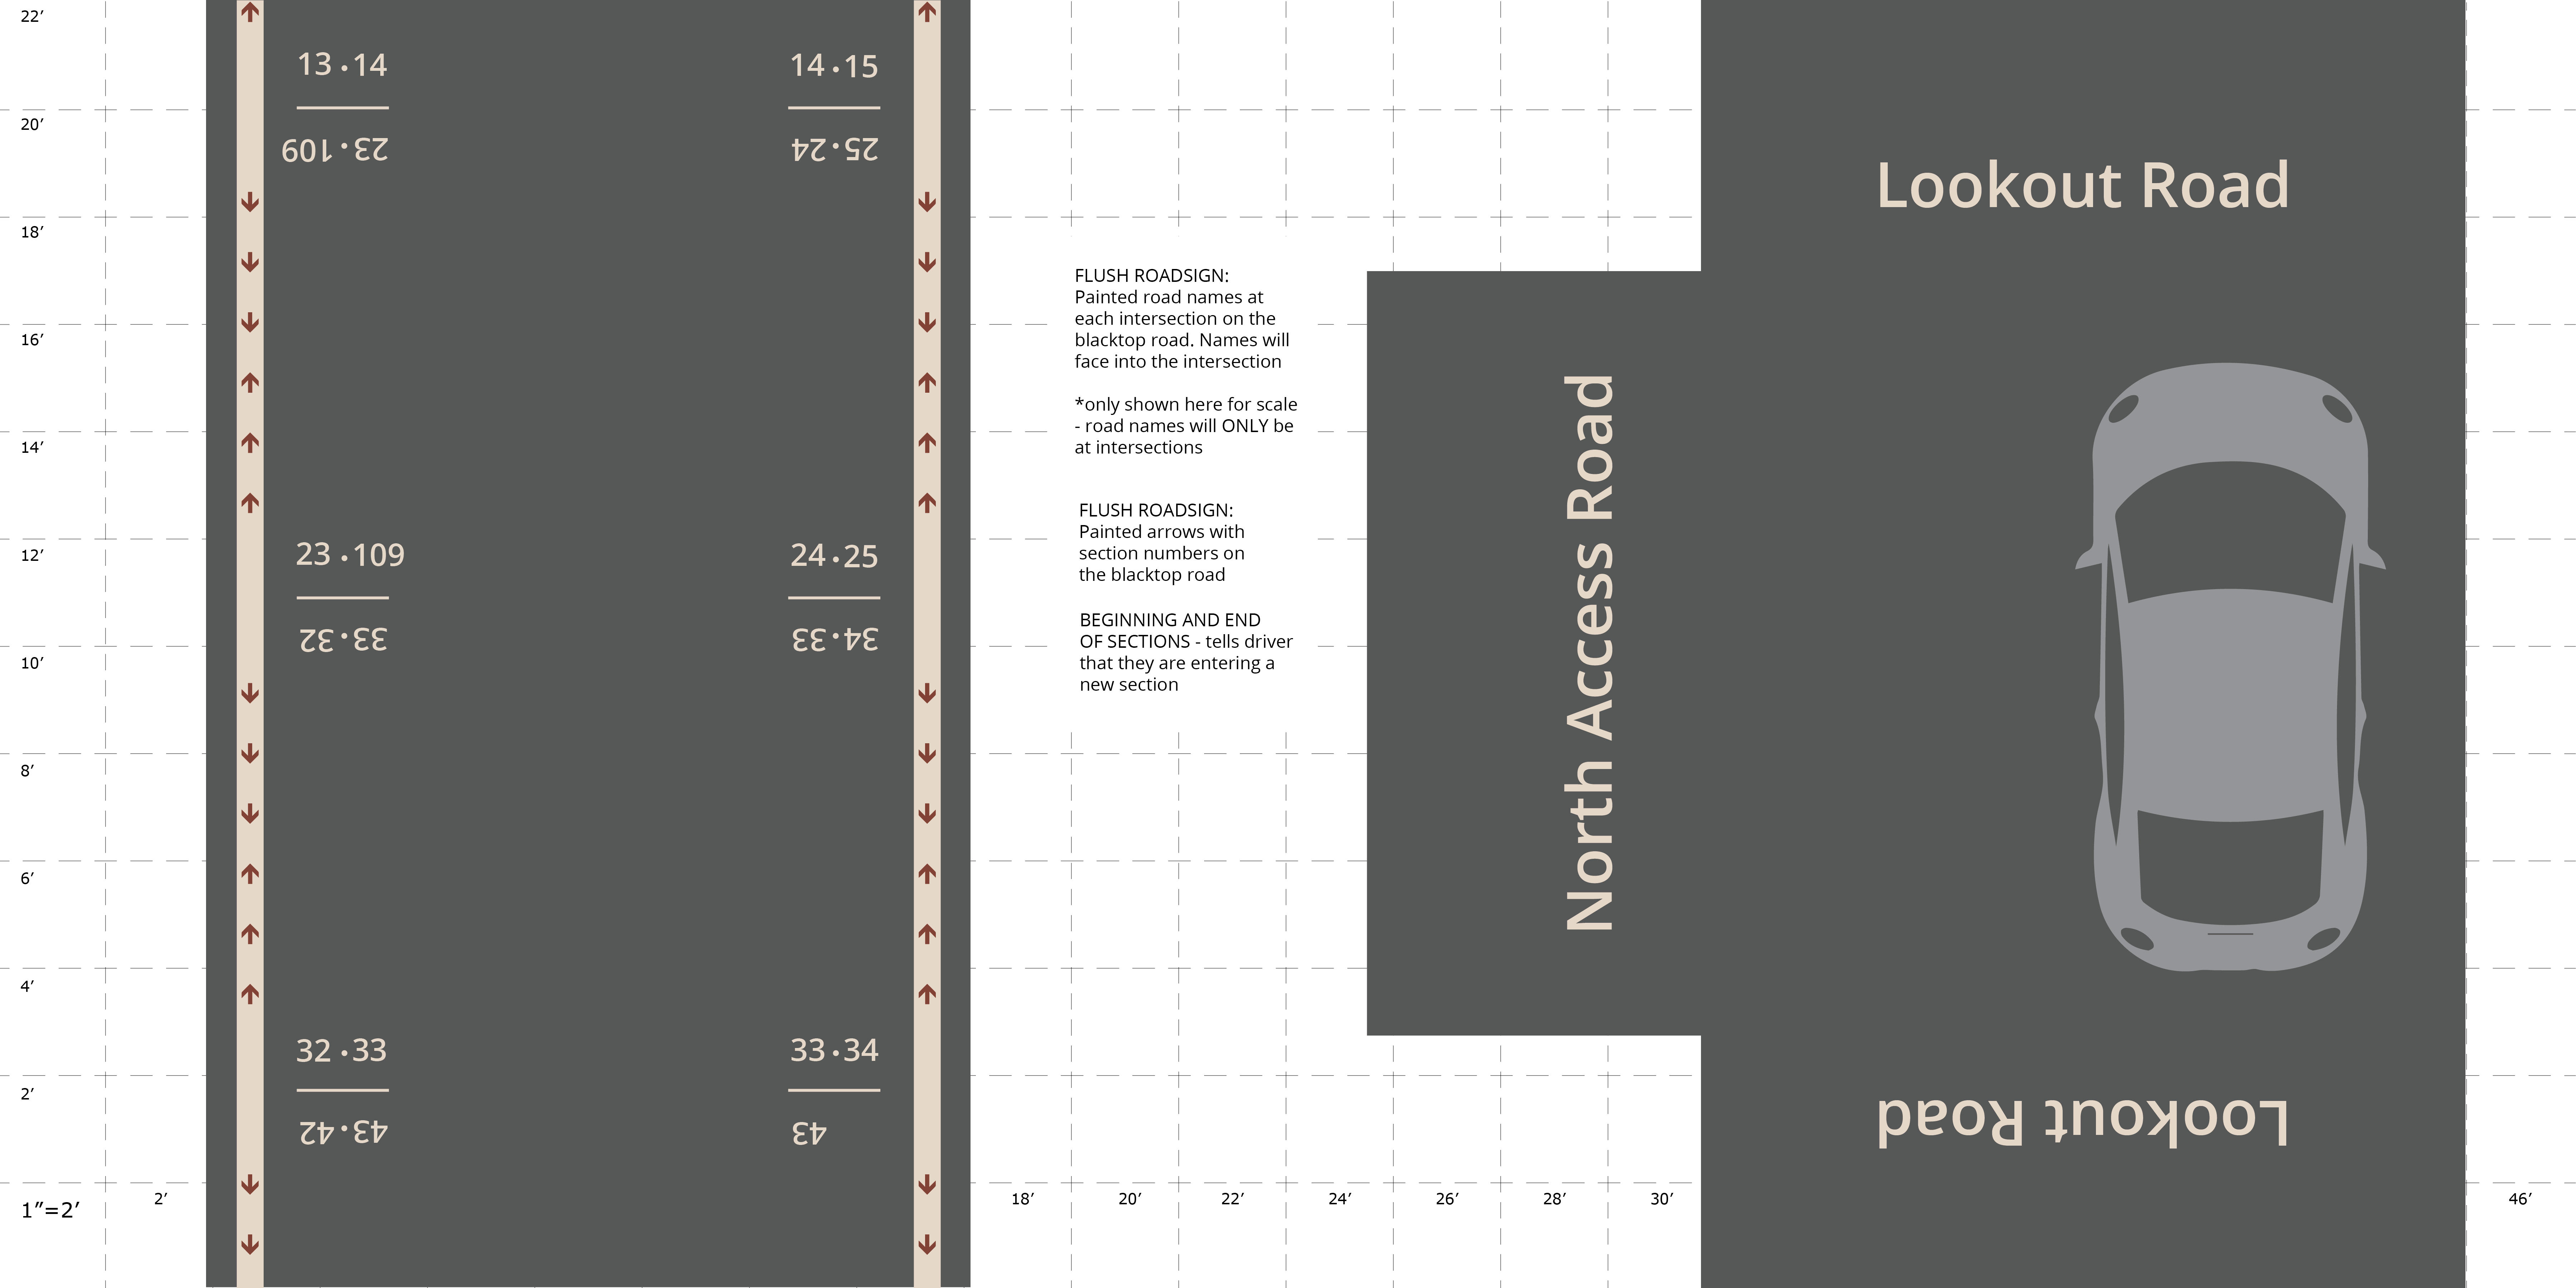 22′
20′
18′
16′
14′
12′
10′
8′
6′
4′
2′
1″=2′
2′
13 · 14
23 · 109
14 · 15
25 · 24
23 · 109
33 · 32
24 · 25
34 · 33
32 · 33
43 · 42
33 · 34
43
FLUSH ROADSIGN:
Painted road names at
each intersection on the
blacktop road. Names will
face into the intersection
*only shown here for scale
- road names will ONLY be
at intersections
FLUSH ROADSIGN:
Painted arrows with
section numbers on
the blacktop road
BEGINNING AND END
OF SECTIONS - tells driver
that they are entering a
new section
North Access Road
Lookout Road
Lookout Road
18′
20′
22′
24′
26′
28′
30′
46′